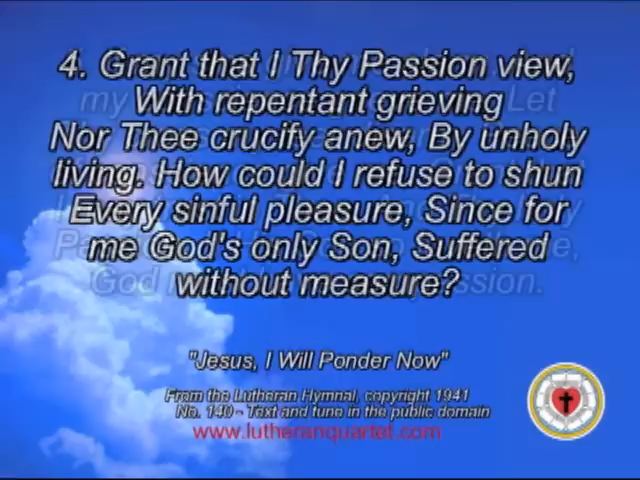 4. Grant that I Thy Passion view,
With repentant grieving
Nor Thee crucify anew, By unholy
living. How could I refuse to shun
Every sinful pleasure, Since for
me God's only Son, Suffered
without measure?
"Jesus, I Will Ponder Now"
From the Lutheran Hymnal, copyright 1941
No. 140 - Text and tune in the public domain
www.lutheranquartet.com